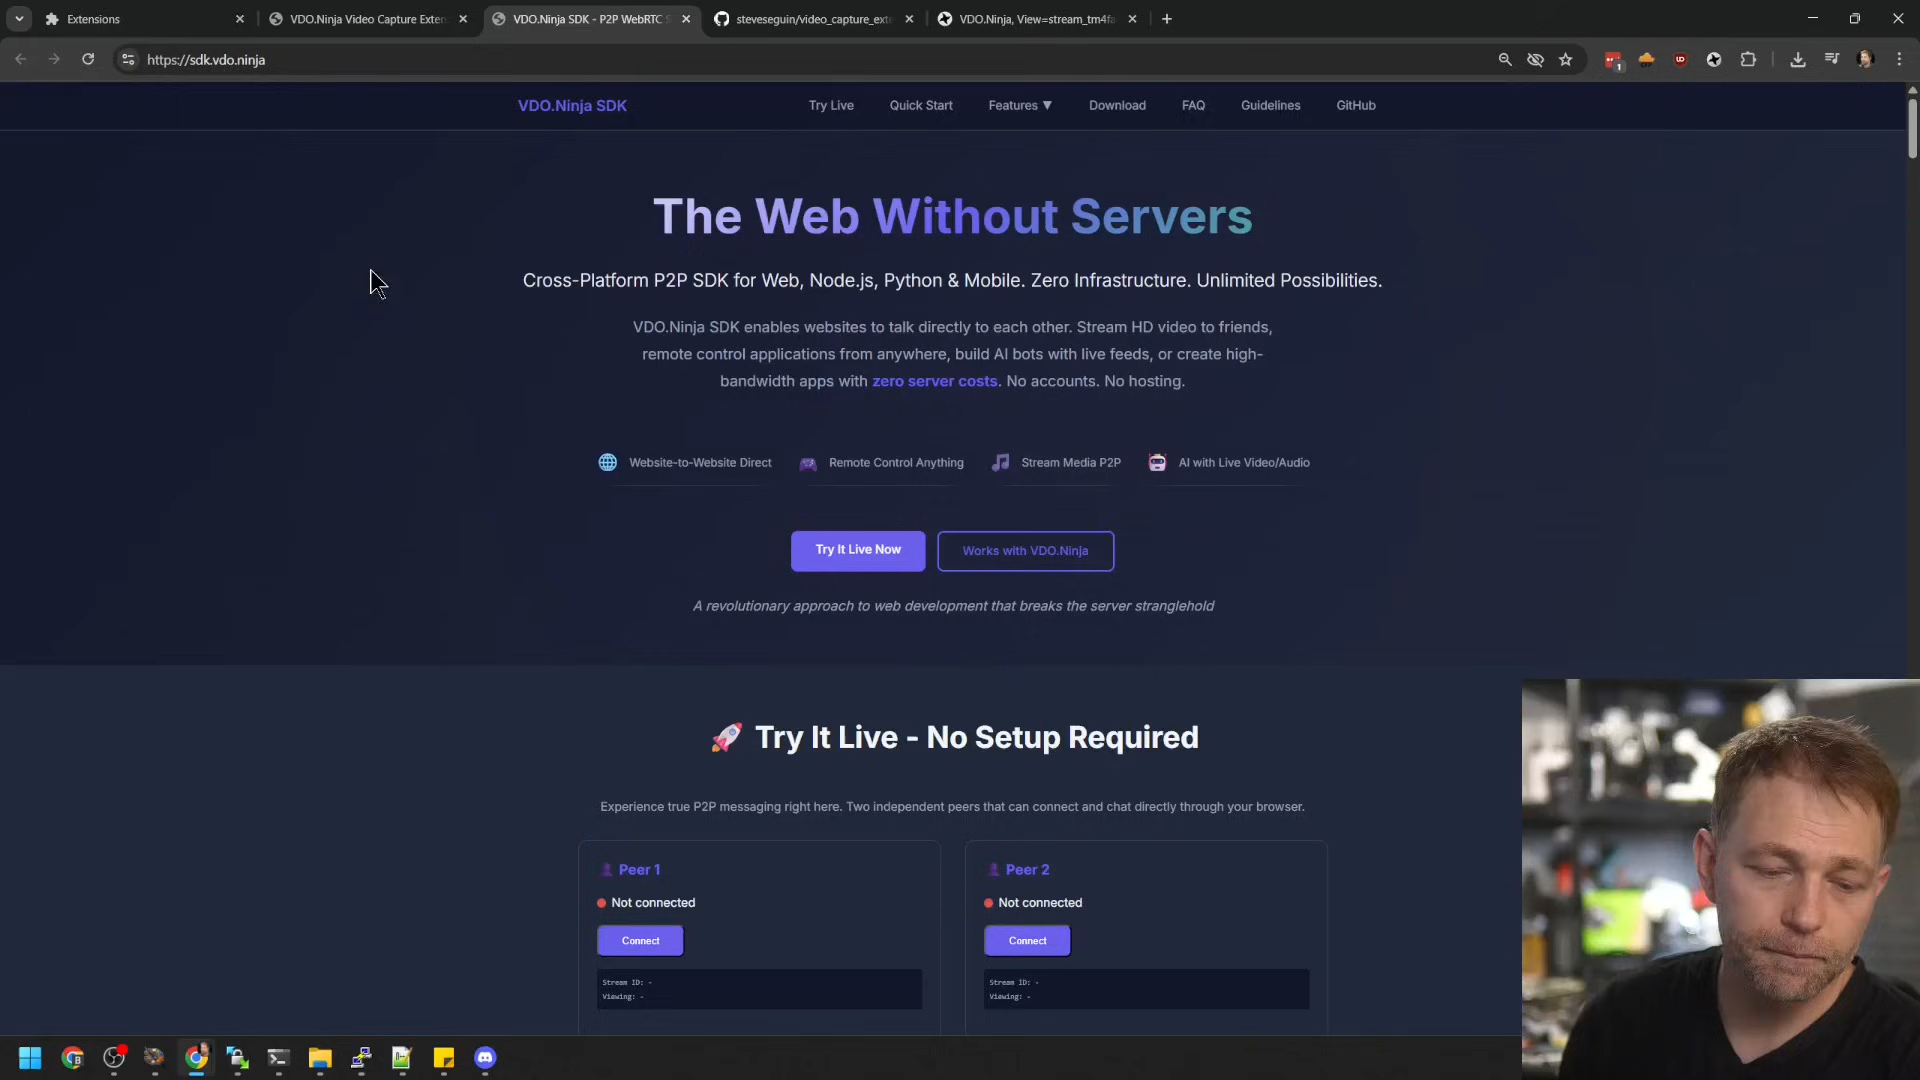 Extensions
VDO.Ninja Video Capture Exten
VDO.Ninja SDK - P2P WebRTC S
steveseguin/video_capture_ext
VDO.Ninja, View=stream_tm4fa
https://sdk.vdo.ninja
1
VDO.Ninja SDK
Try Live
Quick Start
Features ▼
Download
FAQ
Guidelines
GitHub
The Web Without Servers
Cross-Platform P2P SDK for Web, Node.js, Python & Mobile. Zero Infrastructure. Unlimited Possibilities.
VDO.Ninja SDK enables websites to talk directly to each other. Stream HD video to friends,
remote control applications from anywhere, build AI bots with live feeds, or create high-
bandwidth apps with zero server costs. No accounts. No hosting.
Website-to-Website Direct
Remote Control Anything
Stream Media P2P
AI with Live Video/Audio
Try It Live Now
Works with VDO.Ninja
A revolutionary approach to web development that breaks the server stranglehold
🚀 Try It Live - No Setup Required
Experience true P2P messaging right here. Two independent peers that can connect and chat directly through your browser.
Peer 1
Not connected
Connect
Stream ID: -
Viewing: -
Peer 2
Not connected
Connect
Stream ID: -
Viewing: -